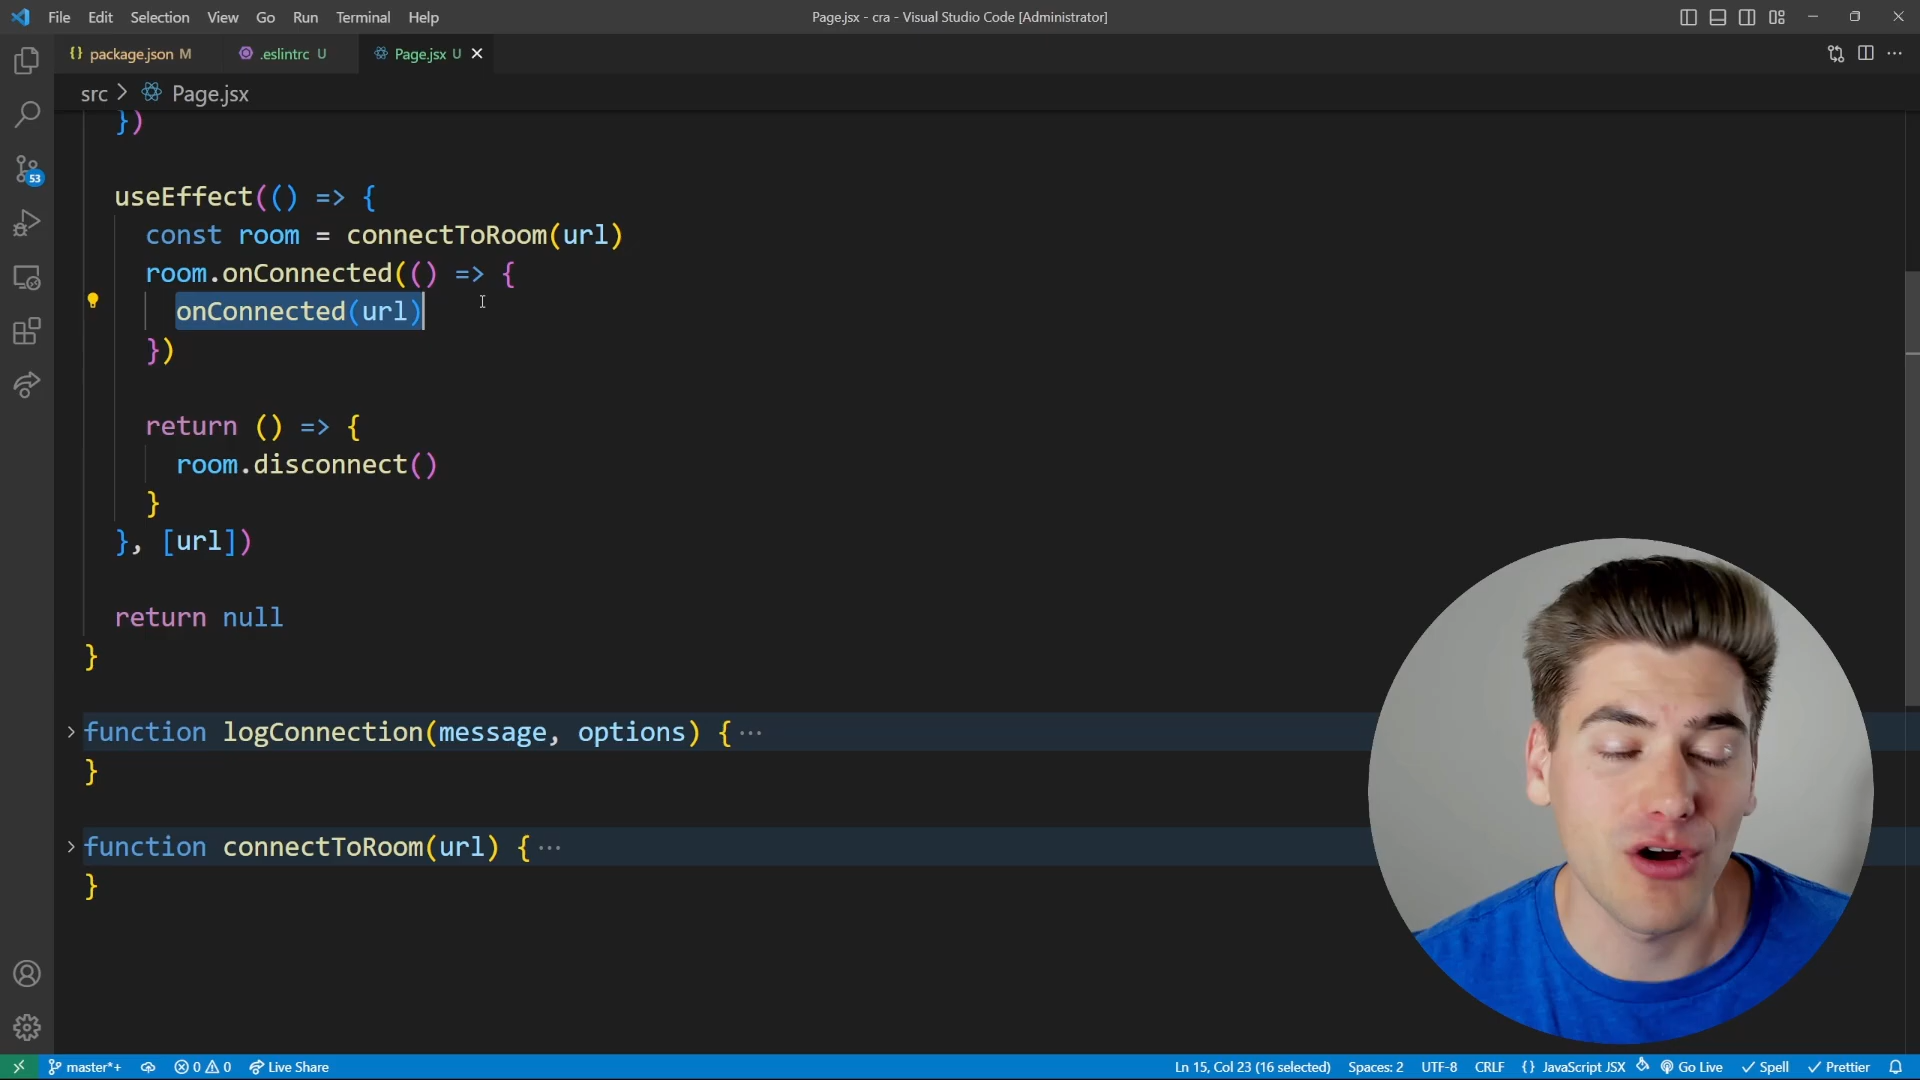 File Edit Selection View Go Run Terminal Help
Page.jsx - cra - Visual Studio Code [Administrator]
{} package.json M
.eslintrc U
Page.jsx U
src > Page.jsx
53
})
useEffect(() => {
const room = connectToRoom(url)
room.onConnected(() => {
onConnected(url)
})
return () => {
room.disconnect()
}
}, [url])
return null
}
function logConnection(message, options) {···
}
function connectToRoom(url) {···
}
master*+ 0 0 Live Share
Ln 15, Col 23 (16 selected) Spaces: 2 UTF-8 CRLF {} JavaScript JSX Go Live Spell Prettier